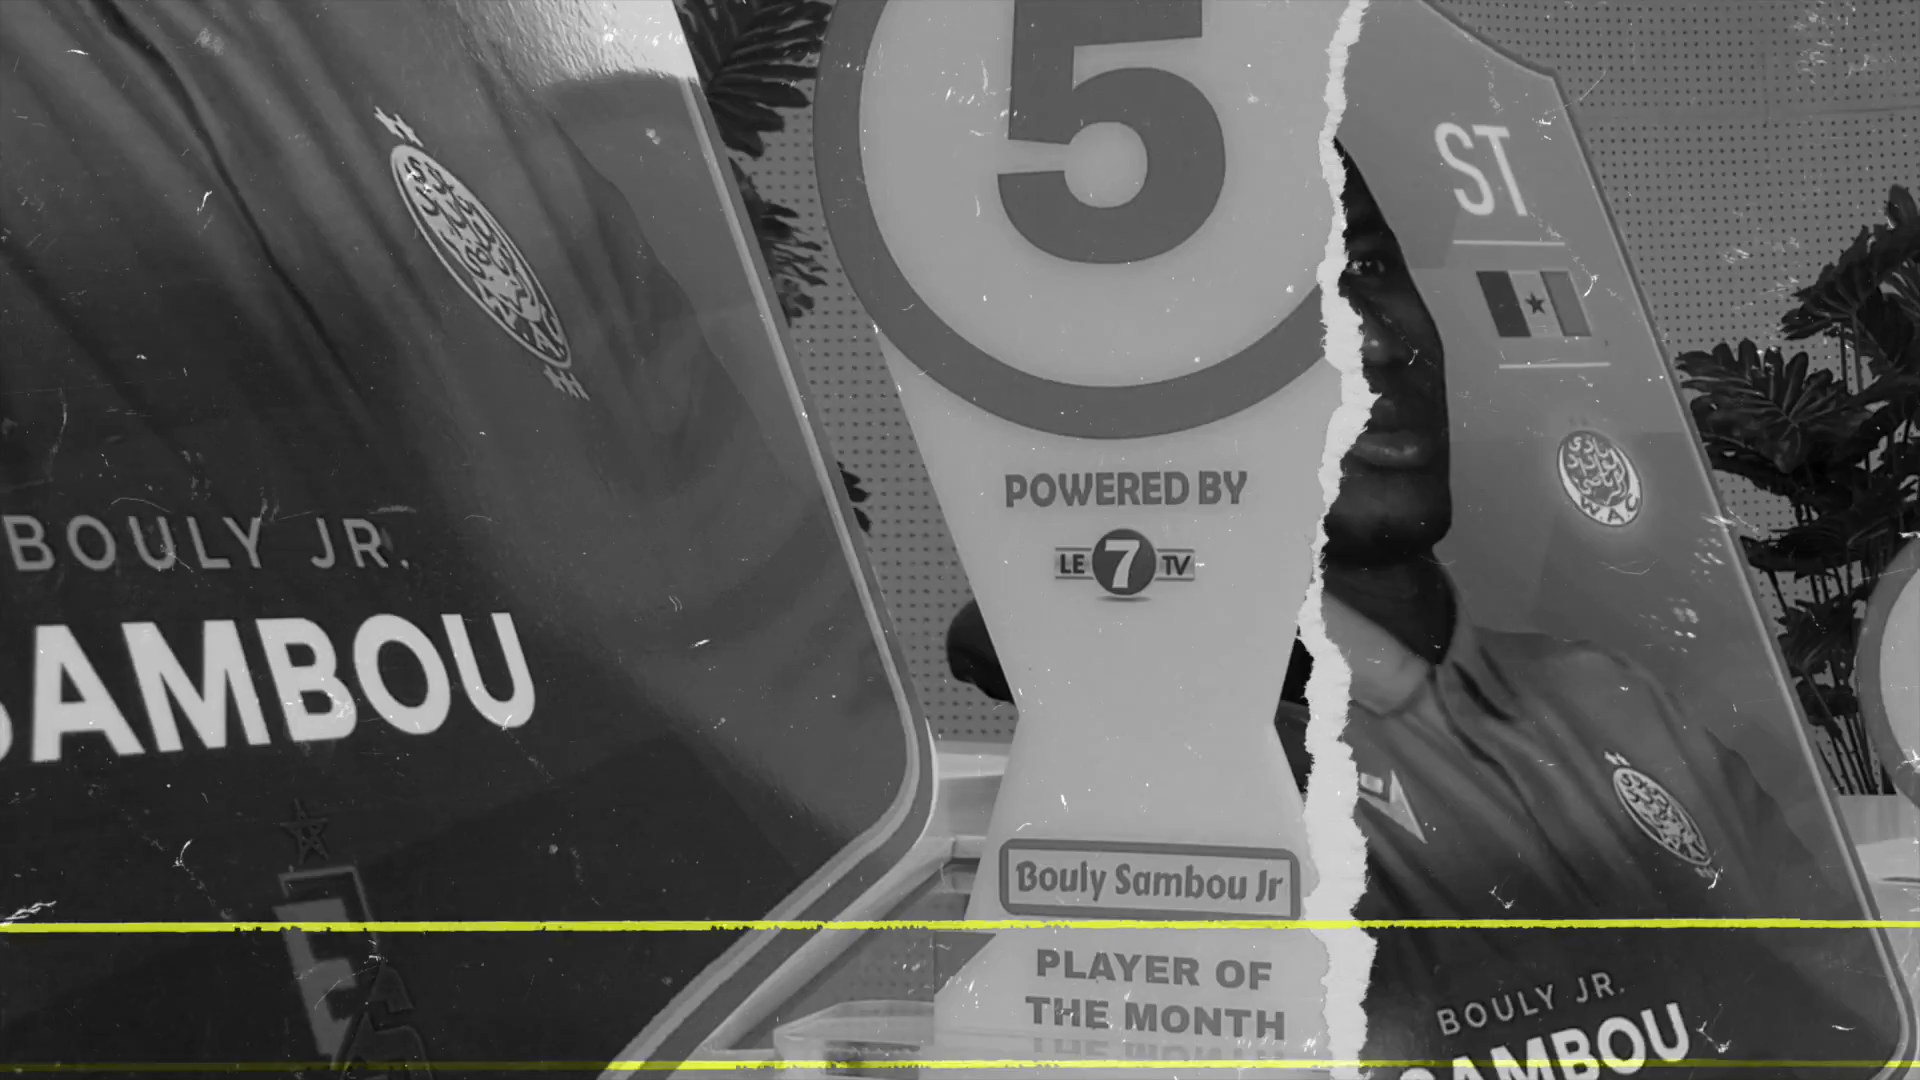 BOULY JR.
SAMBOU
5
POWERED BY
LE 7 TV
Bouly Sambou Jr
PLAYER OF
THE MONTH
ST
W.A.C
BOULY JR.
SAMBOU